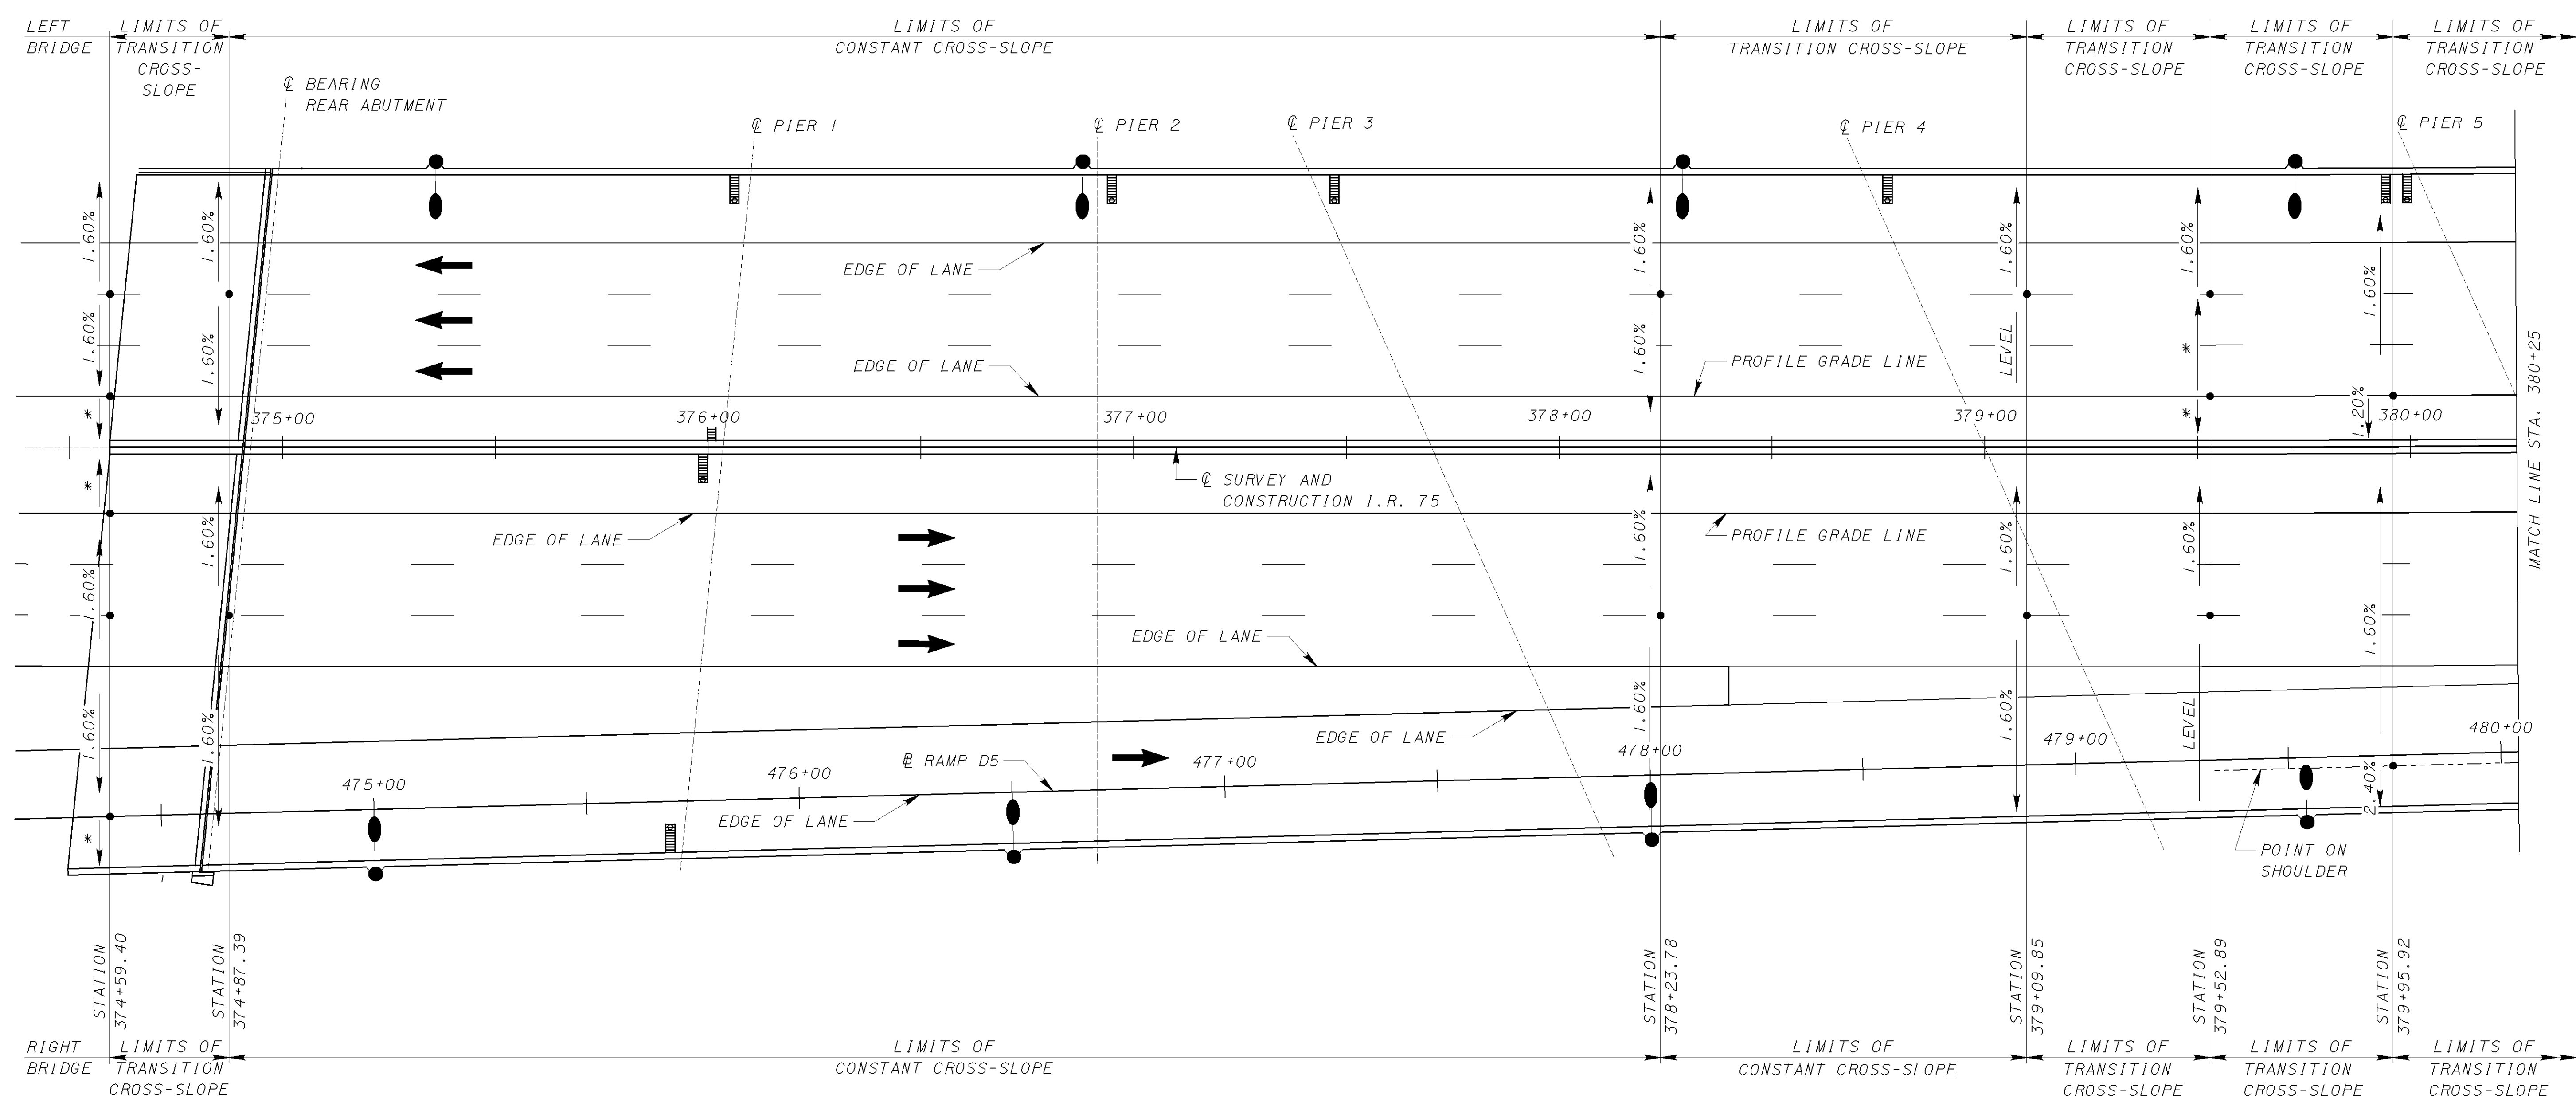 LEFT
BRIDGE
LIMITS OF
TRANSITION
CROSS-
SLOPE
LIMITS OF
CONSTANT CROSS-SLOPE
LIMITS OF
TRANSITION CROSS-SLOPE
LIMITS OF
TRANSITION
CROSS-SLOPE
LIMITS OF
TRANSITION
CROSS-SLOPE
LIMITS OF
TRANSITION
CROSS-SLOPE
℄ BEARING
REAR ABUTMENT
℄ PIER 1
℄ PIER 2
℄ PIER 3
℄ PIER 4
℄ PIER 5
1.60%
1.60%
1.60%
1.60%
1.60%
1.60%
EDGE OF LANE
1.60%
1.60%
1.60%
LEVEL
*
1.60%
EDGE OF LANE
PROFILE GRADE LINE
*
*
1.20%
375+00
376+00
377+00
378+00
379+00
380+00
MATCH LINE STA. 380+25
℄ SURVEY AND
CONSTRUCTION I.R. 75
*
1.60%
1.60%
1.60%
1.60%
EDGE OF LANE
PROFILE GRADE LINE
1.60%
1.60%
EDGE OF LANE
1.60%
1.60%
1.60%
1.60%
LEVEL
EDGE OF LANE
℄ RAMP D5
475+00
476+00
477+00
478+00
479+00
480+00
2.40%
EDGE OF LANE
*
POINT ON
SHOULDER
STATION
374+59.40
STATION
374+87.39
STATION
378+23.78
STATION
379+09.85
STATION
379+52.89
STATION
379+95.92
RIGHT
BRIDGE
LIMITS OF
TRANSITION
CROSS-SLOPE
LIMITS OF
CONSTANT CROSS-SLOPE
LIMITS OF
CONSTANT CROSS-SLOPE
LIMITS OF
TRANSITION
CROSS-SLOPE
LIMITS OF
TRANSITION
CROSS-SLOPE
LIMITS OF
TRANSITION
CROSS-SLOPE